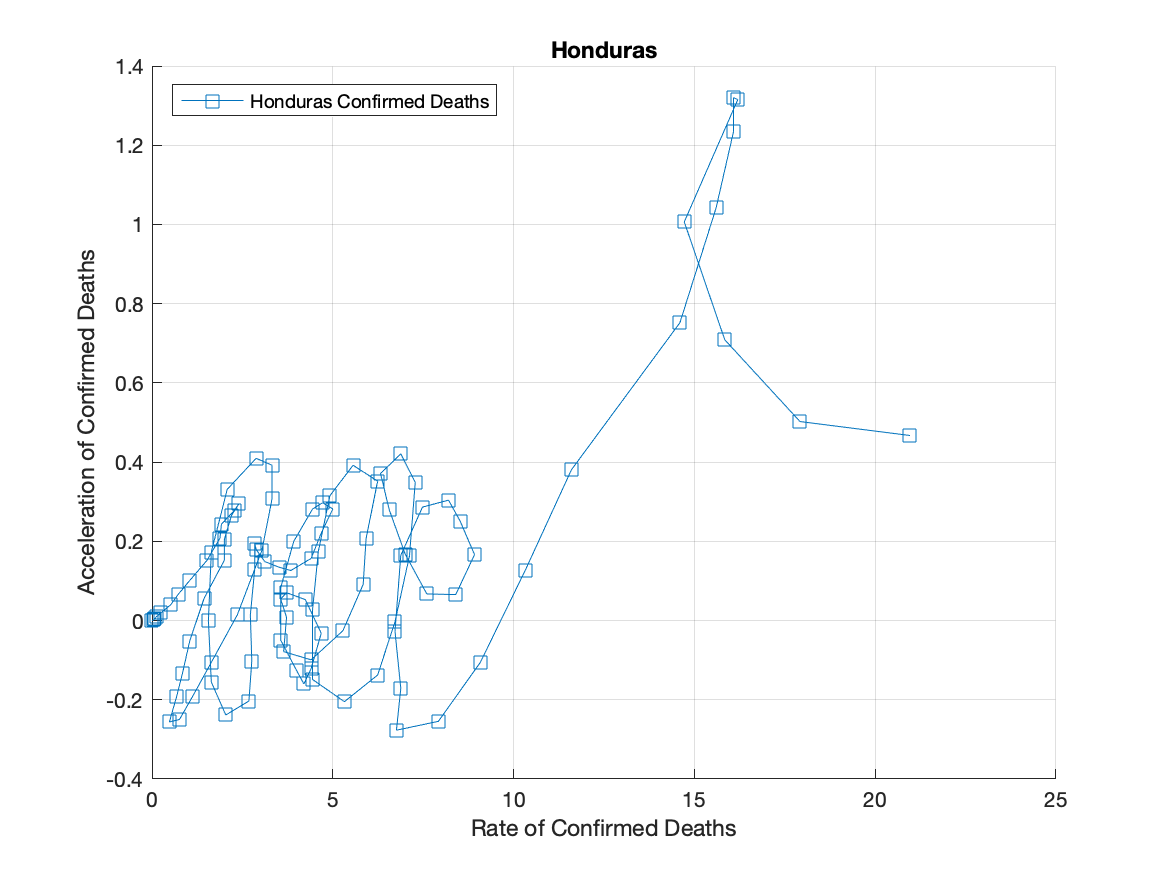 Honduras
1.4
Honduras Confirmed Deaths
1.2
1
0.8
0.6
0.4
0.2
0
-0.2
-0.4
Acceleration of Confirmed Deaths
0 5 10 15 20 25
Rate of Confirmed Deaths